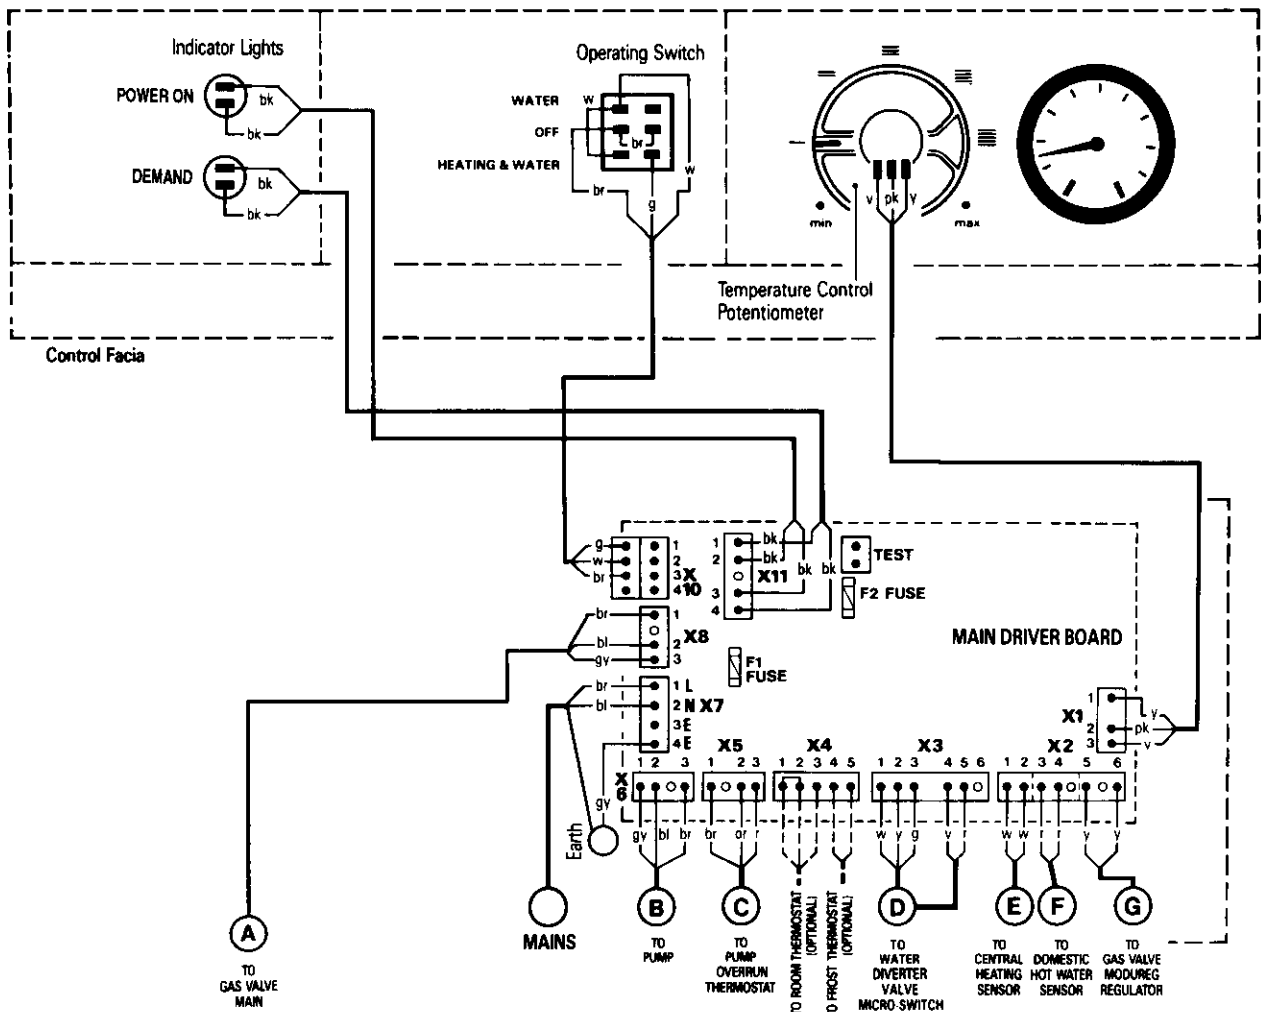 Indicator Lights
POWER ON
bk
bk
DEMAND
bk
bk
Operating Switch
WATER
w
OFF
br
HEATING & WATER
w
br
g
v
pk
y
min
max
Temperature Control
Potentiometer
Control Facia
g
w
br
1
2
3
4
X
10
1
2
3
4
bk
bk
bk
bk
X11
TEST
F2 FUSE
br
bl
gy
1
2
3
X8
F1
FUSE
MAIN DRIVER BOARD
br
bl
1 L
2 N X7
3 E
4 E
gy
Earth
X1
1
2
3
y
pk
v
X
6
1 2 3
gy bl br
X5
1 2 3
br or r
X4
1 2 3 4 5
X3
1 2 3 4 5 6
w y g v r
X2
1 2 3 4 5 6
w w r r y y
A
TO
GAS VALVE
MAIN
MAINS
B
TO
PUMP
C
TO
PUMP
OVERRUN
THERMOSTAT
TO ROOM THERMOSTAT
(OPTIONAL)
TO FROST THERMOSTAT
(OPTIONAL)
D
TO
WATER
DIVERTER
VALVE
MICRO-SWITCH
E
TO
CENTRAL
HEATING
SENSOR
F
TO
DOMESTIC
HOT WATER
SENSOR
G
TO
GAS VALVE
MODUREG
REGULATOR